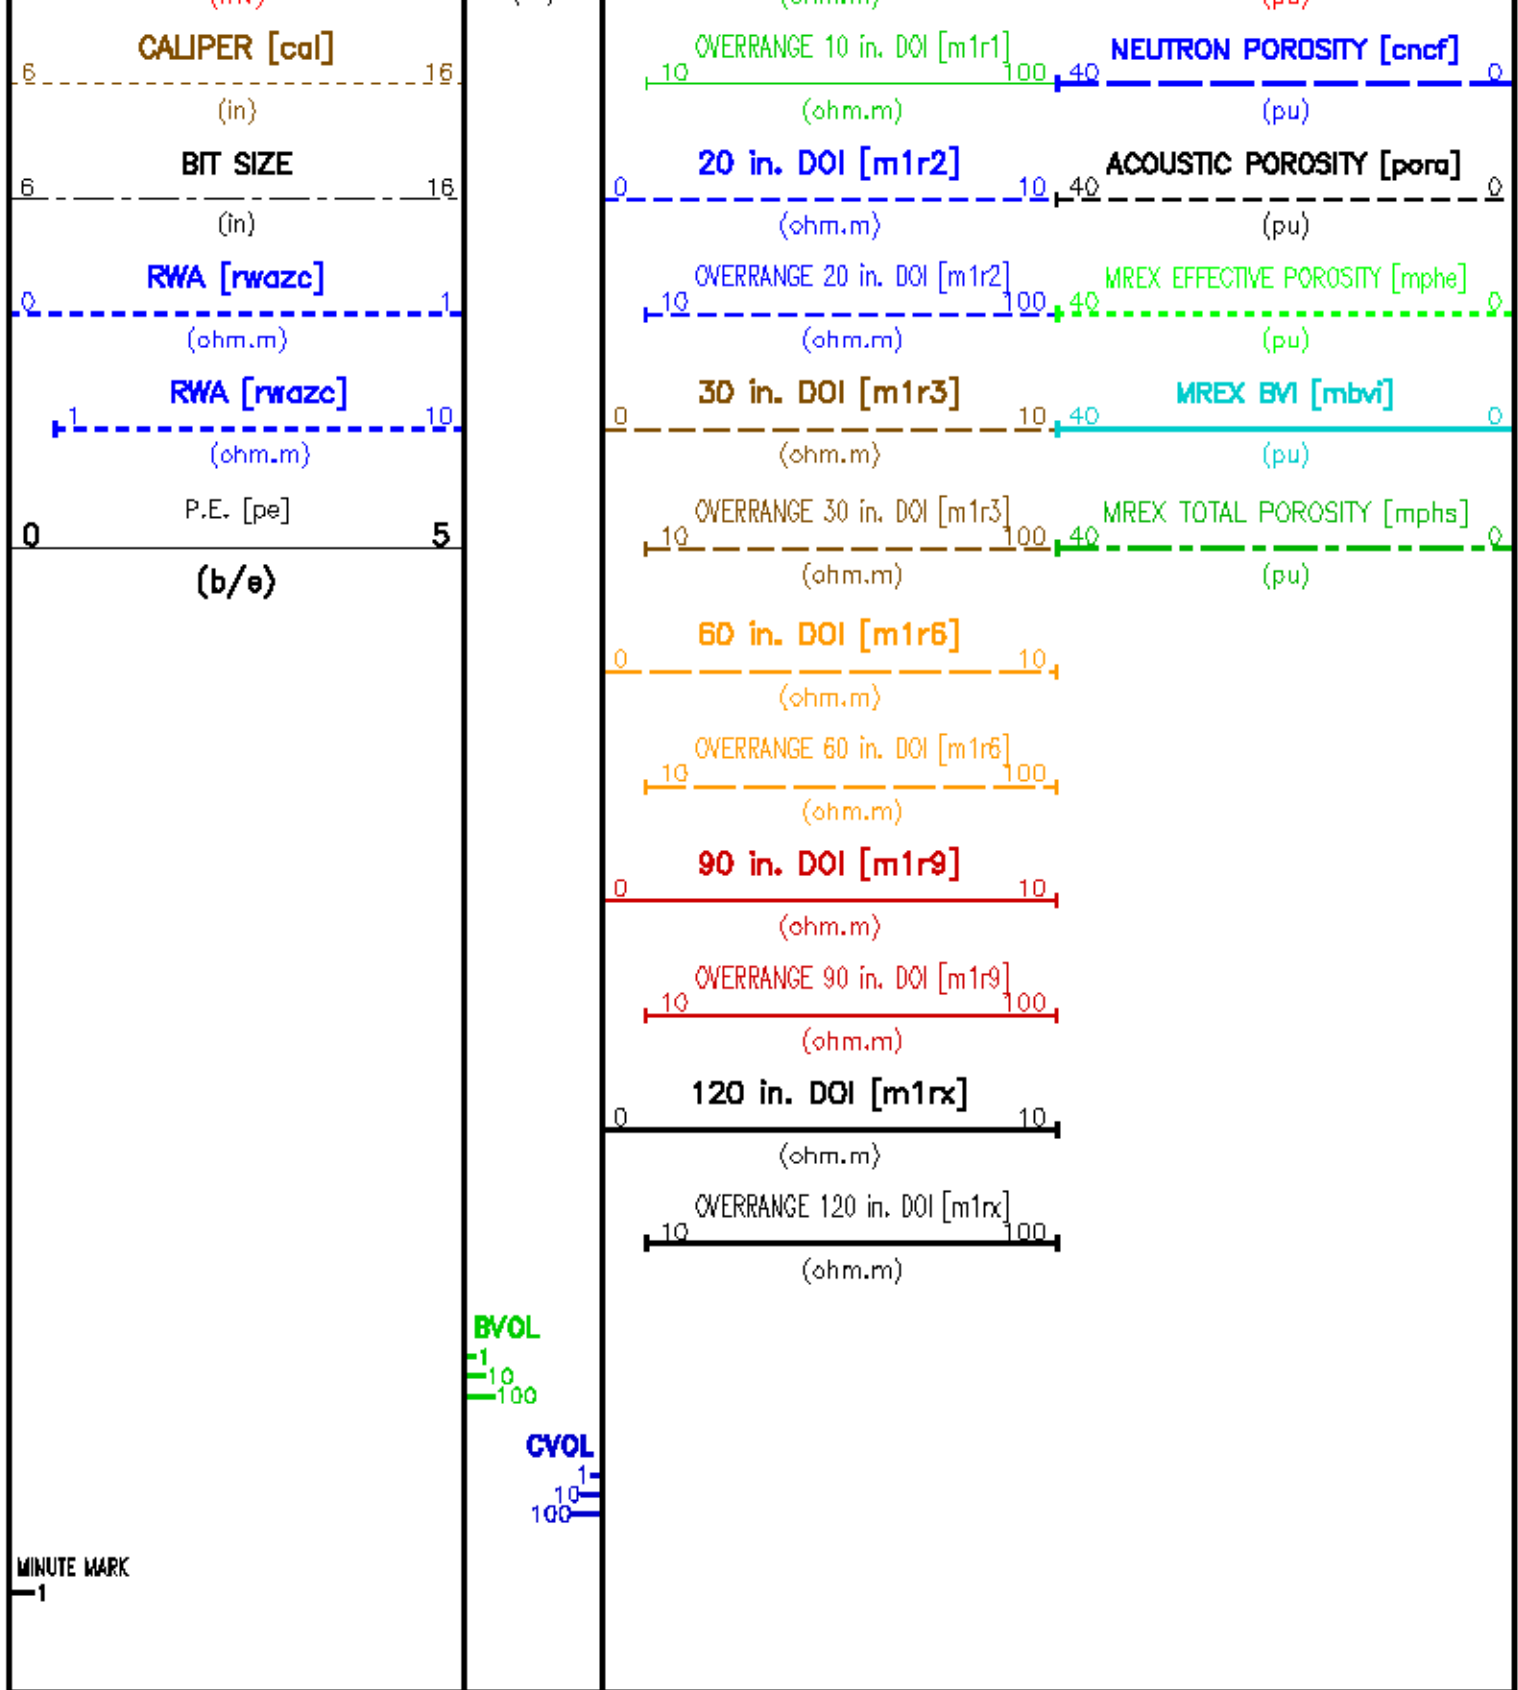 CALIPER [cal]
6 16
(in)
BIT SIZE
6 16
(in)
RWA [rwazc]
0 1
(ohm.m)
RWA [rwazc]
1 10
(ohm.m)
P.E. [pe]
0 5
(b/e)
MINUTE MARK
1
BVOL
1
10
100
CVOL
1
10
100
OVERRANGE 10 in. DOI [m1r1]
10 100
(ohm.m)
20 in. DOI [m1r2]
0 10
(ohm.m)
OVERRANGE 20 in. DOI [m1r2]
10 100
(ohm.m)
30 in. DOI [m1r3]
0 10
(ohm.m)
OVERRANGE 30 in. DOI [m1r3]
10 100
(ohm.m)
60 in. DOI [m1r6]
0 10
(ohm.m)
OVERRANGE 60 in. DOI [m1r6]
10 100
(ohm.m)
90 in. DOI [m1r9]
0 10
(ohm.m)
OVERRANGE 90 in. DOI [m1r9]
10 100
(ohm.m)
120 in. DOI [m1rx]
0 10
(ohm.m)
OVERRANGE 120 in. DOI [m1rx]
10 100
(ohm.m)
NEUTRON POROSITY [cncf]
40 0
(pu)
ACOUSTIC POROSITY [pora]
40 0
(pu)
MREX EFFECTIVE POROSITY [mphe]
40 0
(pu)
MREX BVI [mbvi]
40 0
(pu)
MREX TOTAL POROSITY [mphs]
40 0
(pu)